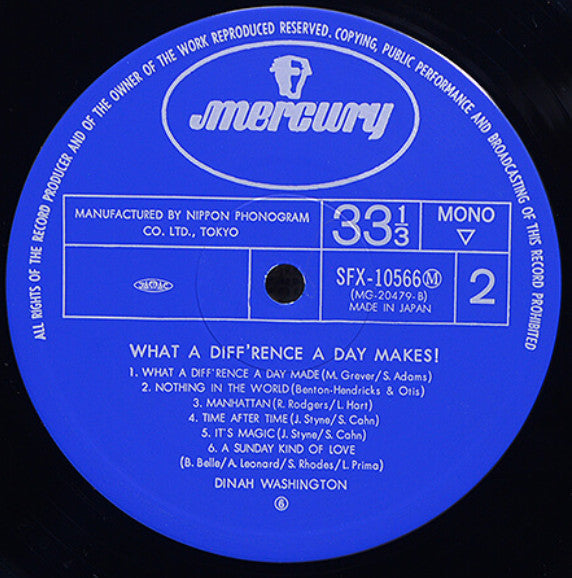 ALL RIGHTS OF THE RECORD PRODUCER AND OF THE OWNER OF THE WORK REPRODUCED RESERVED. COPYING, PUBLIC PERFORMANCE AND BROADCASTING OF THIS RECORD PROHIBITED
mercury
MANUFACTURED BY NIPPON PHONOGRAM
CO. LTD., TOKYO
33 1/3
MONO
▽
JASRAC
SFX-10566Ⓜ
(MG-20479-B)
MADE IN JAPAN
2
WHAT A DIFF'RENCE A DAY MAKES!
1. WHAT A DIFF'RENCE A DAY MADE (M. Grever/S. Adams)
2. NOTHING IN THE WORLD (Benton-Hendricks & Otis)
3. MANHATTAN (R. Rodgers/L. Hart)
4. TIME AFTER TIME (J. Styne/S. Cahn)
5. IT'S MAGIC (J. Styne/S. Cahn)
6. A SUNDAY KIND OF LOVE
(B. Belle/A. Leonard/S. Rhodes/L. Prima)
DINAH WASHINGTON
⑥